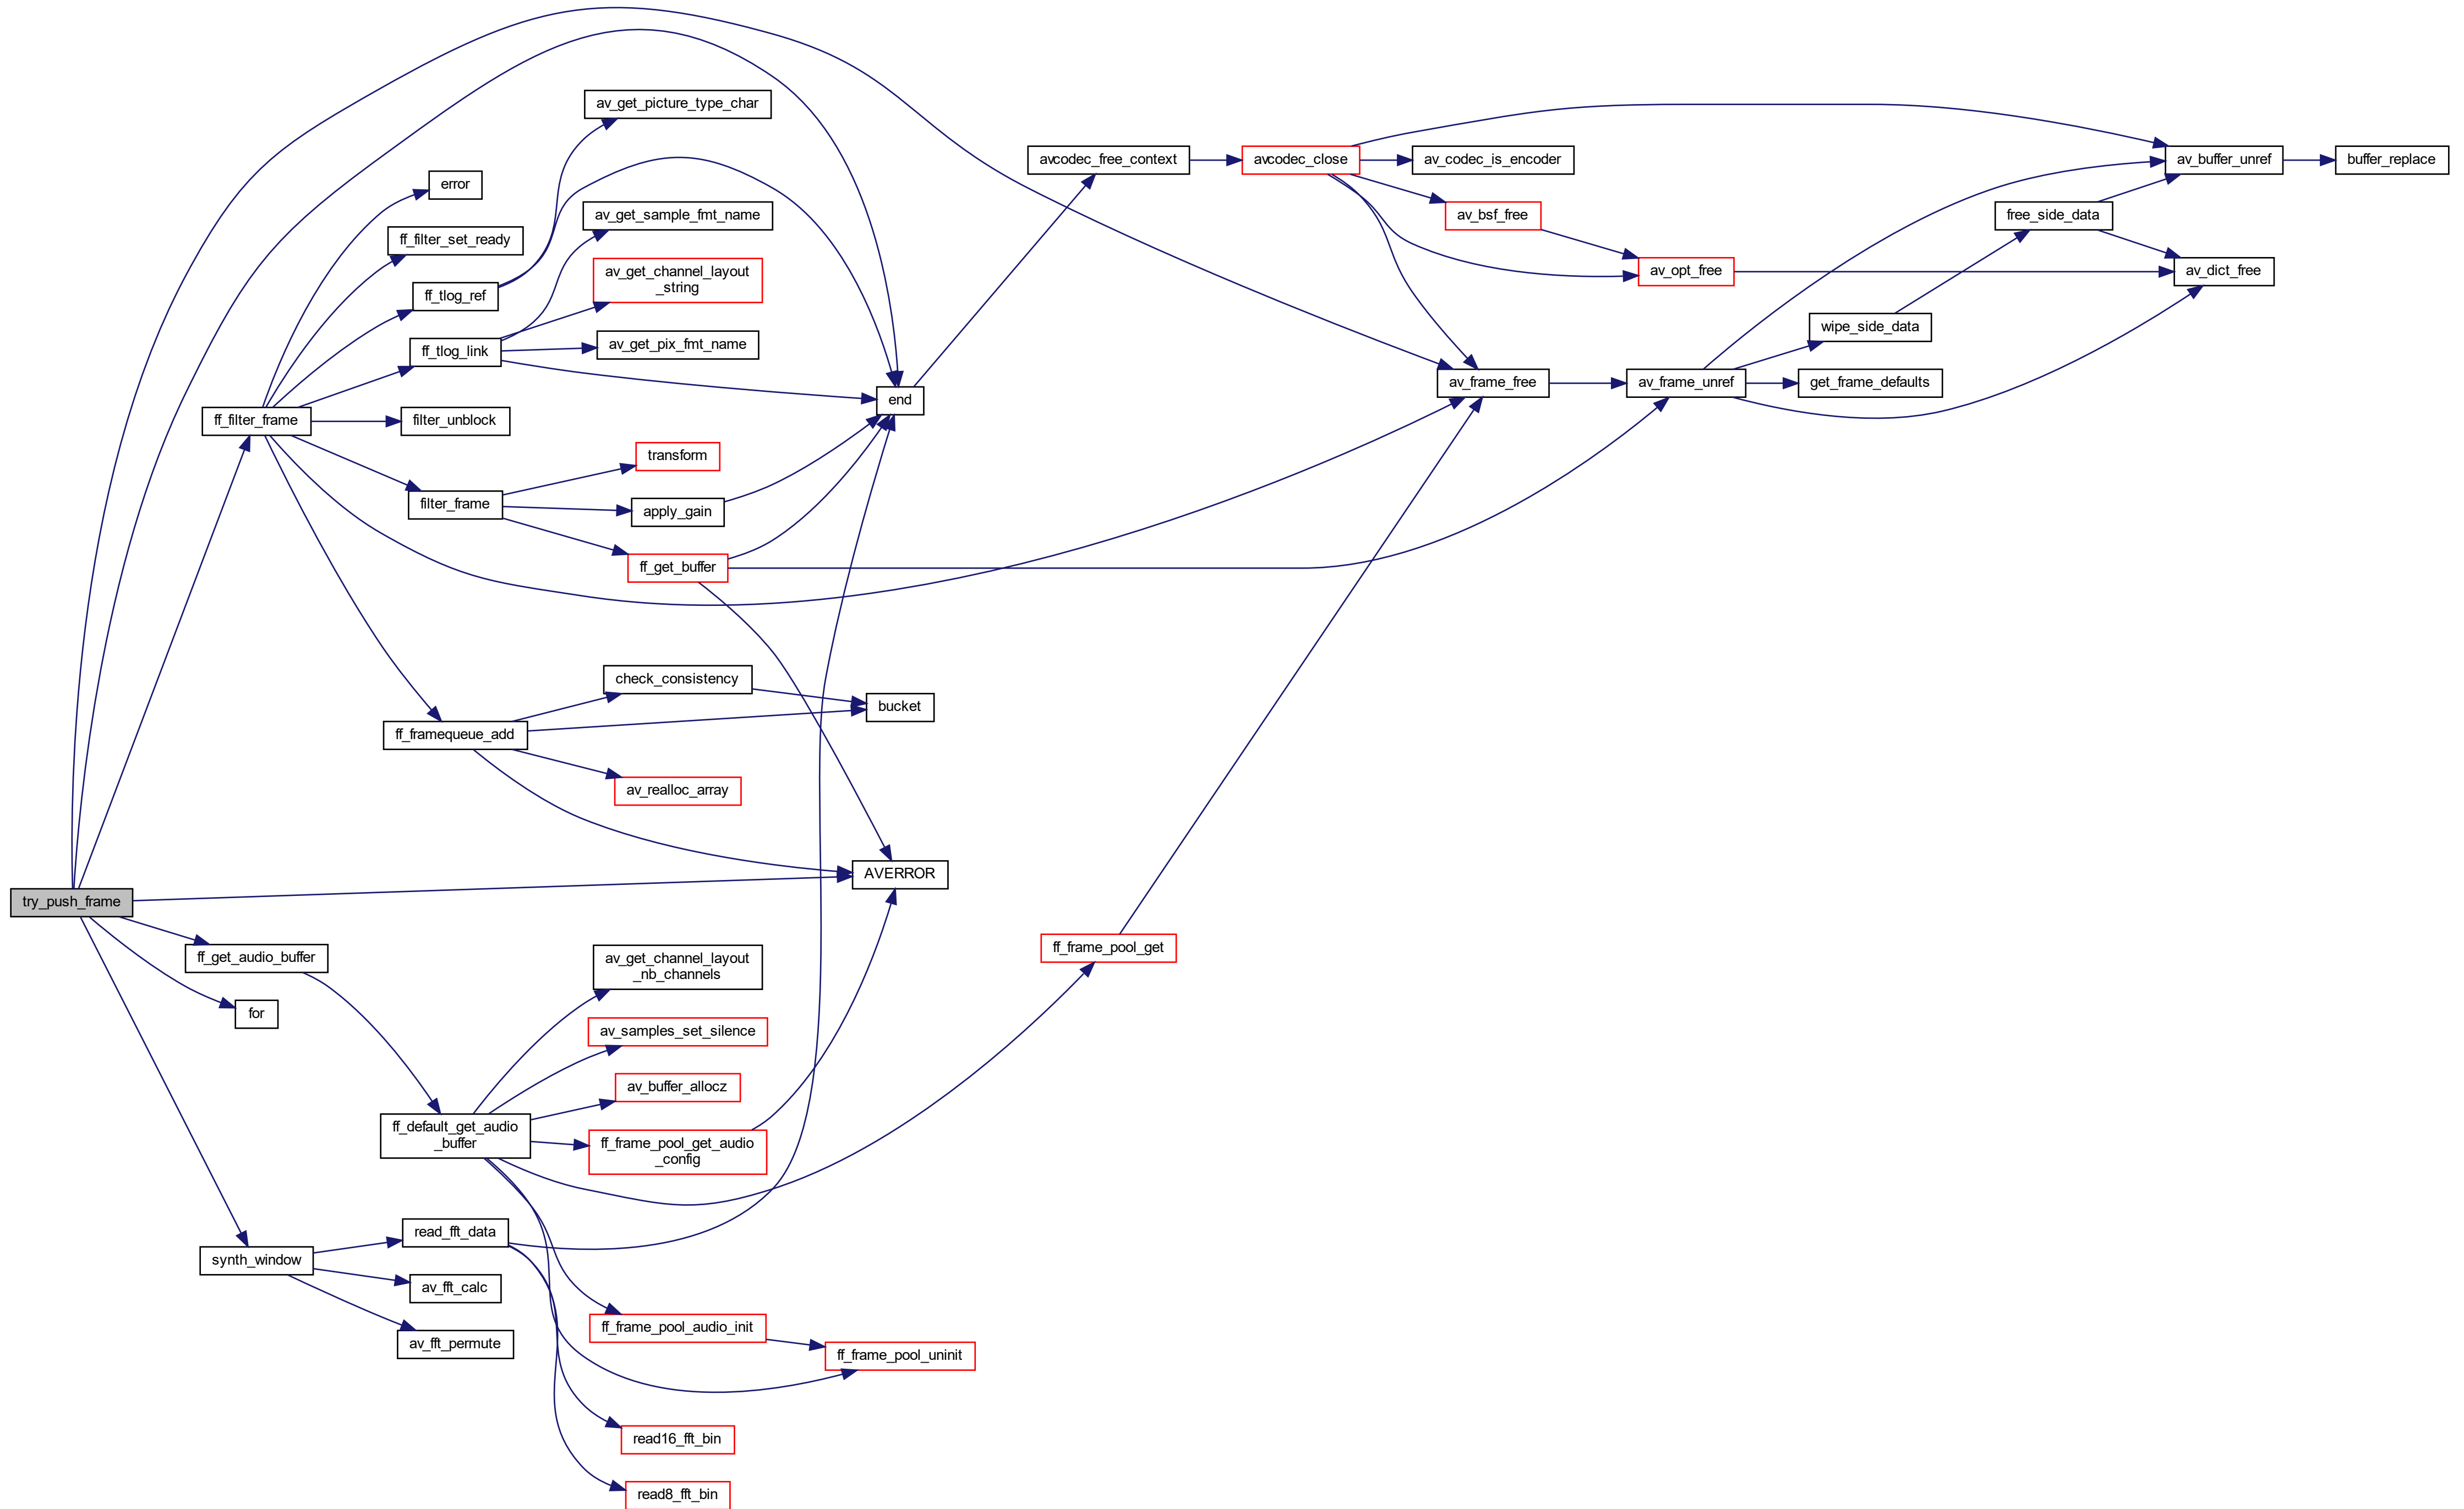 av_get_picture_type_char
error
av_get_sample_fmt_name
ff_filter_set_ready
ff_tlog_ref
av_get_channel_layout
_string
ff_tlog_link
av_get_pix_fmt_name
end
ff_filter_frame
filter_unblock
transform
filter_frame
apply_gain
ff_get_buffer
avcodec_free_context
avcodec_close
av_codec_is_encoder
av_buffer_unref
buffer_replace
av_bsf_free
free_side_data
av_opt_free
av_dict_free
wipe_side_data
av_frame_free
av_frame_unref
get_frame_defaults
check_consistency
bucket
ff_framequeue_add
av_realloc_array
AVERROR
try_push_frame
ff_get_audio_buffer
for
av_get_channel_layout
_nb_channels
ff_frame_pool_get
av_samples_set_silence
av_buffer_allocz
ff_default_get_audio
_buffer
ff_frame_pool_get_audio
_config
read_fft_data
synth_window
av_fft_calc
av_fft_permute
ff_frame_pool_audio_init
ff_frame_pool_uninit
read16_fft_bin
read8_fft_bin